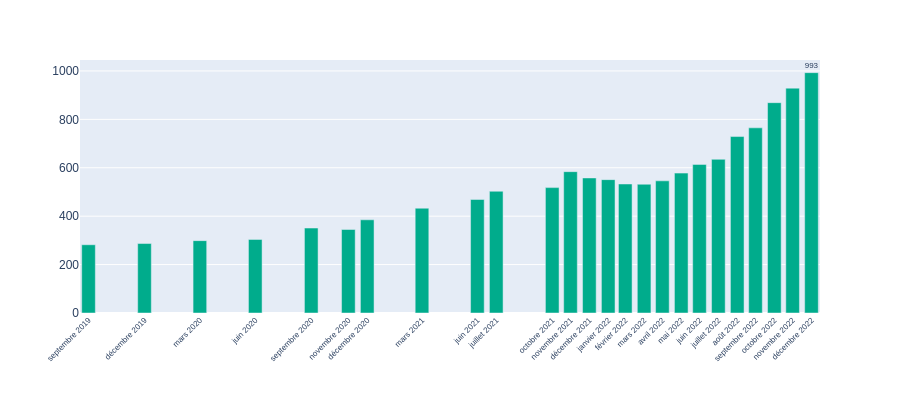 993
1000
800
600
400
200
0
septembre 2019
décembre 2019
mars 2020
juin 2020
septembre 2020
novembre 2020
décembre 2020
mars 2021
juin 2021
juillet 2021
octobre 2021
novembre 2021
décembre 2021
janvier 2022
février 2022
mars 2022
avril 2022
mai 2022
juin 2022
juillet 2022
août 2022
septembre 2022
octobre 2022
novembre 2022
décembre 2022